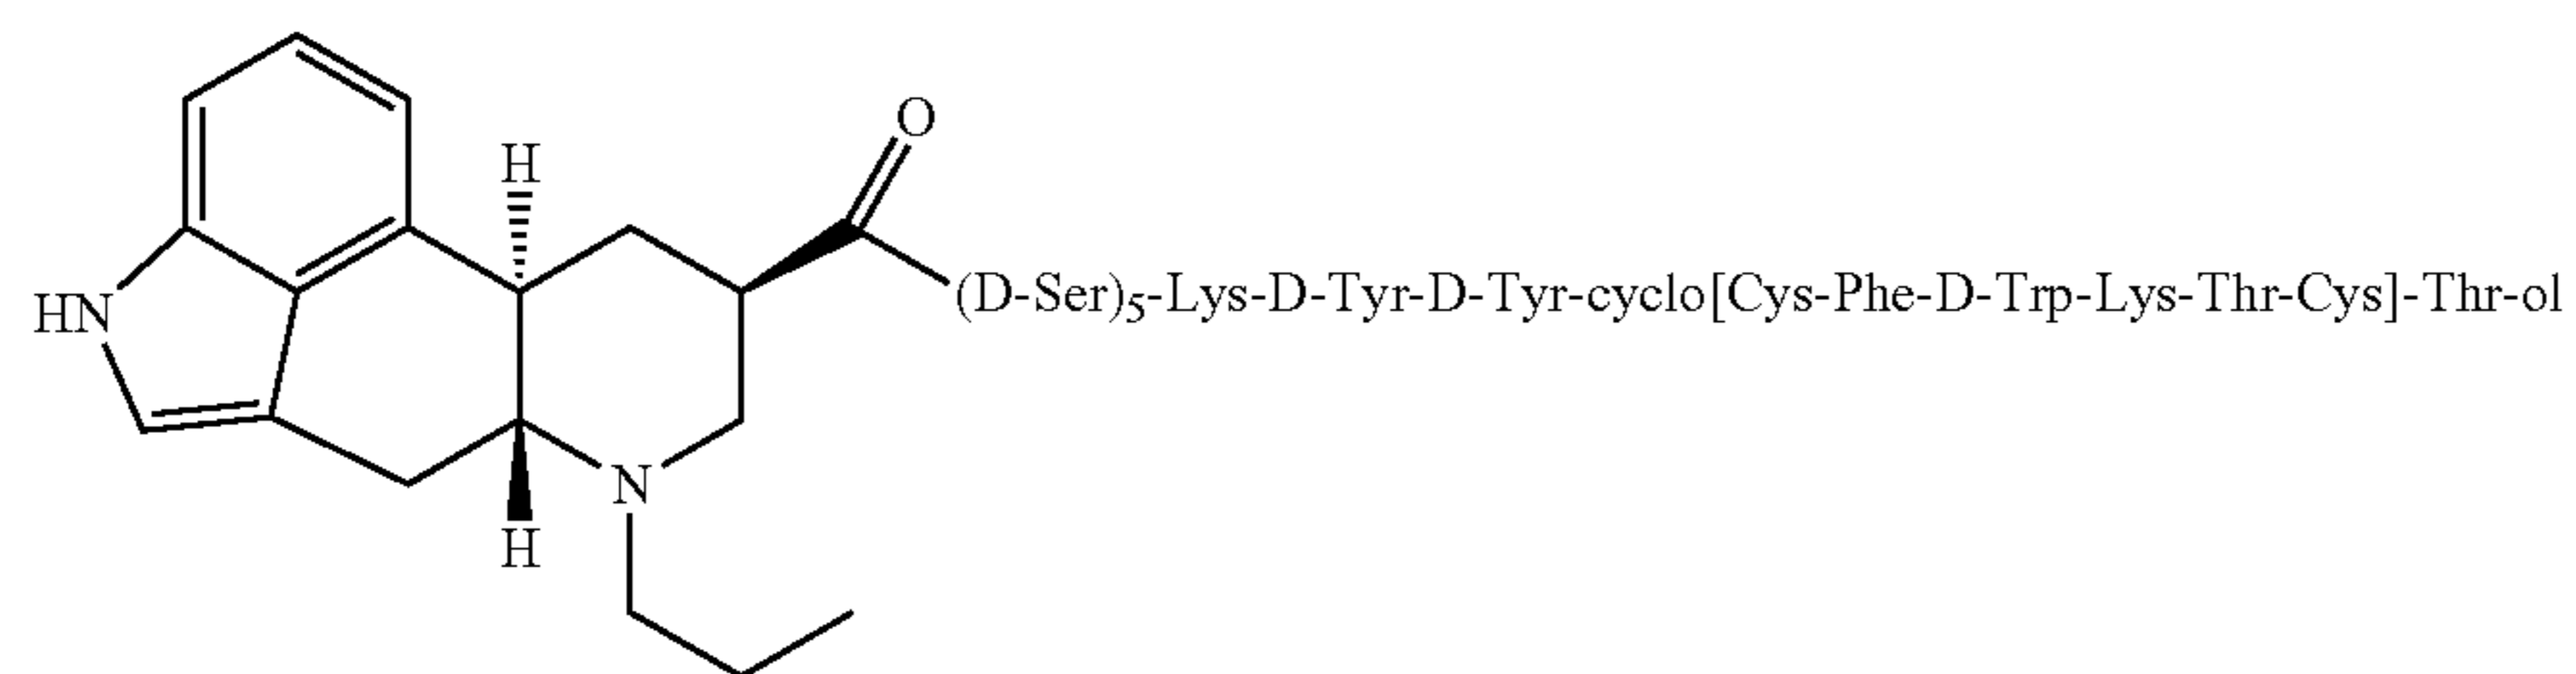 O
H
(D-Ser)5-Lys-D-Tyr-D-Tyr-cyclo[Cys-Phe-D-Trp-Lys-Thr-Cys]-Thr-ol
HN
N
H